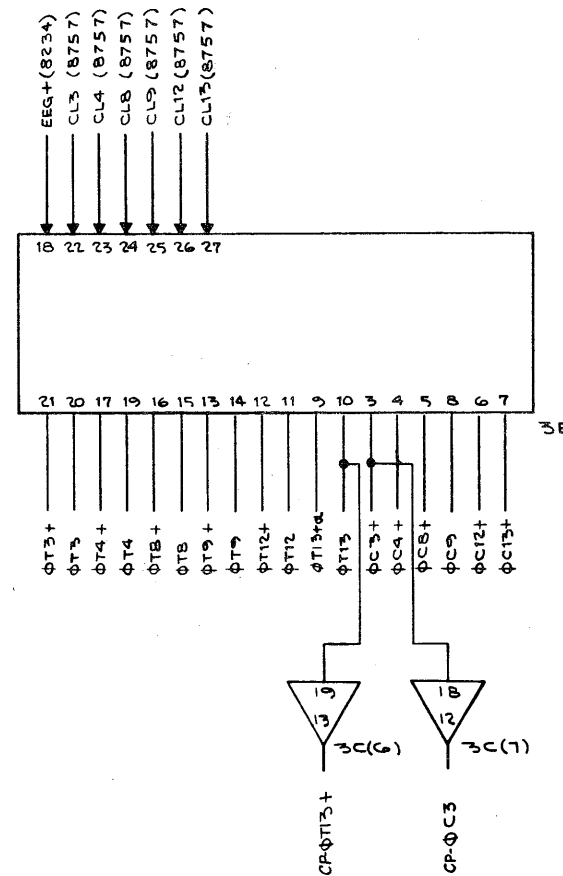 EEG+(8234)
CL3 (8757)
CL4 (8757)
CL8 (8757)
CL9 (8757)
CL12 (8757)
CL13 (8757)
18 22 23 24 25 26 27
21 20 17 19 16 15 13 14 12 11 9 10 3 4 5 8 6 7
ΦT3+
ΦT3
ΦT4+
ΦT4
ΦT8+
ΦT8
ΦT9+
ΦT9
ΦT12+
ΦT12
ΦT13+a
ΦT13
ΦC3+
ΦC4+
ΦC8+
ΦC9
ΦC12+
ΦC13+
19 18
13 12
3C(6) 3C(7)
CP-ΦT13+
CP-ΦC3